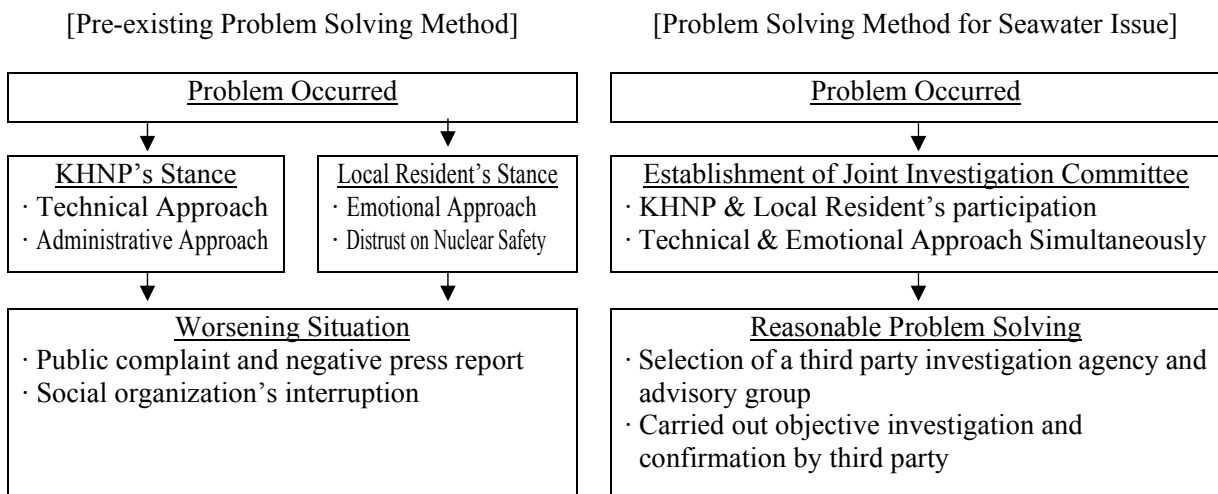 [Pre-existing Problem Solving Method]
Problem Occurred
KHNP's Stance
· Technical Approach
· Administrative Approach
Local Resident's Stance
· Emotional Approach
· Distrust on Nuclear Safety
Worsening Situation
· Public complaint and negative press report
· Social organization's interruption
[Problem Solving Method for Seawater Issue]
Problem Occurred
Establishment of Joint Investigation Committee
· KHNP & Local Resident's participation
· Technical & Emotional Approach Simultaneously
Reasonable Problem Solving
· Selection of a third party investigation agency and
advisory group
· Carried out objective investigation and
confirmation by third party